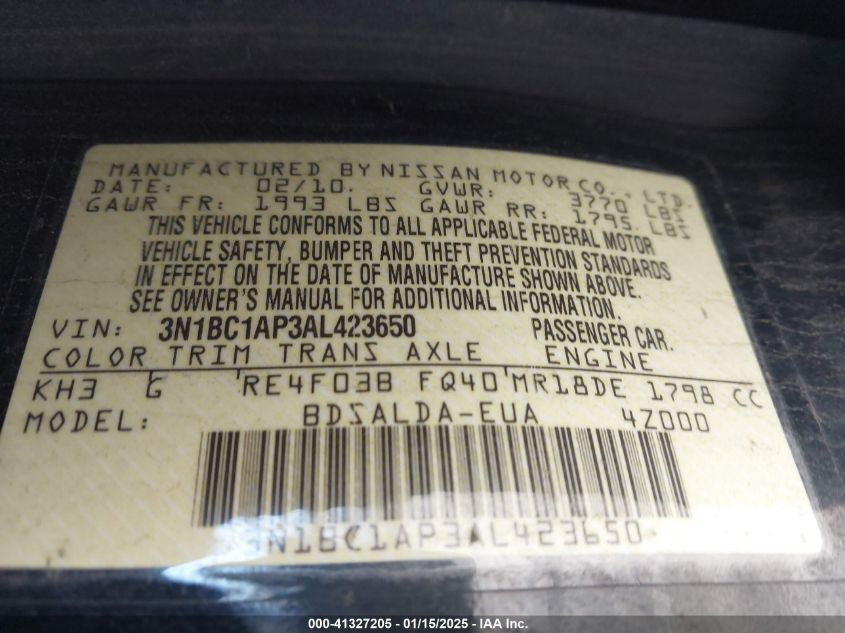 MANUFACTURED BY NISSAN MOTOR CO., LTD.
DATE: 02/10. GVWR: 3770 LBS
GAWR FR: 1993 LBS GAWR RR: 1795. LBS
THIS VEHICLE CONFORMS TO ALL APPLICABLE FEDERAL MOTOR
VEHICLE SAFETY, BUMPER AND THEFT PREVENTION STANDARDS
IN EFFECT ON THE DATE OF MANUFACTURE SHOWN ABOVE.
SEE OWNER'S MANUAL FOR ADDITIONAL INFORMATION.
VIN: 3N1BC1AP3AL423650 PASSENGER CAR.
COLOR TRIM TRANS AXLE ENGINE
KH3 G RE4F03B FQ40 MR18DE 1798 CC
MODEL: BDSALDA-EUA 4Z000
3N1BC1AP3AL423650
000-41327205 - 01/15/2025 - IAA Inc.